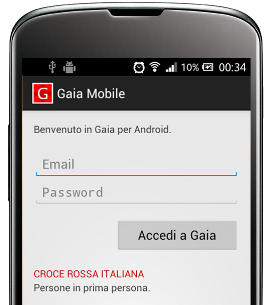 10% 00:34
G Gaia Mobile
Benvenuto in Gaia per Android.
Email
Password
Accedi a Gaia
CROCE ROSSA ITALIANA
Persone in prima persona.